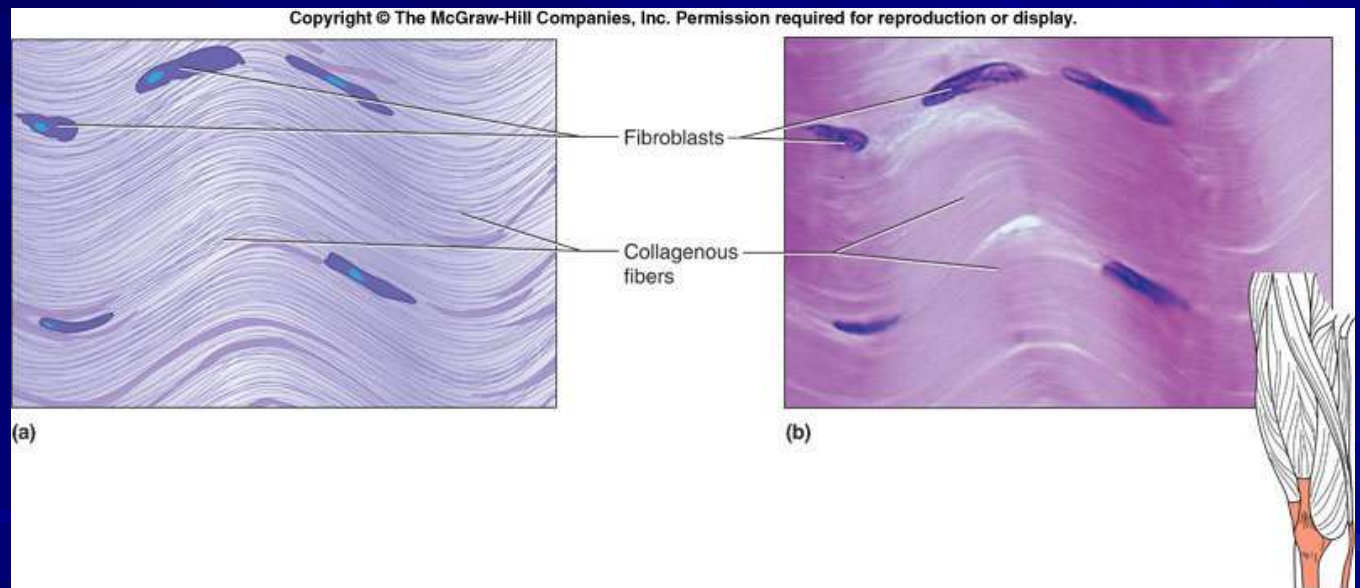 Copyright © The McGraw-Hill Companies, Inc. Permission required for reproduction or display.
Fibroblasts
Collagenous
fibers
(a)
(b)